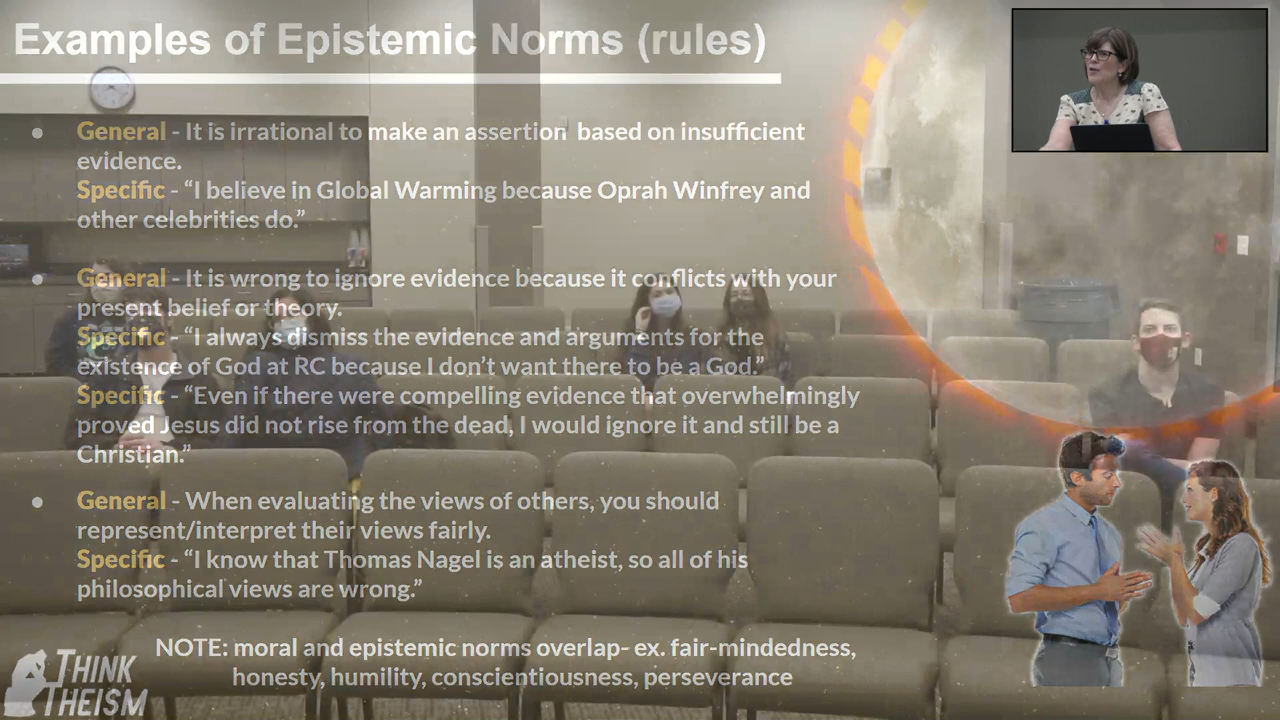 Examples of Epistemic Norms (rules)
General - It is irrational to make an assertion based on insufficient
evidence.
Specific - “I believe in Global Warming because Oprah Winfrey and
other celebrities do.”
General - It is wrong to ignore evidence because it conflicts with your
present belief or theory.
Specific - “I always dismiss the evidence and arguments for the
existence of God at RC because I don’t want there to be a God.”
Specific - “Even if there were compelling evidence that overwhelmingly
proved Jesus did not rise from the dead, I would ignore it and still be a
Christian.”
General - When evaluating the views of others, you should
represent/interpret their views fairly.
Specific - “I know that Thomas Nagel is an atheist, so all of his
philosophical views are wrong.”
NOTE: moral and epistemic norms overlap- ex. fair-mindedness,
honesty, humility, conscientiousness, perseverance
THINK
THEISM